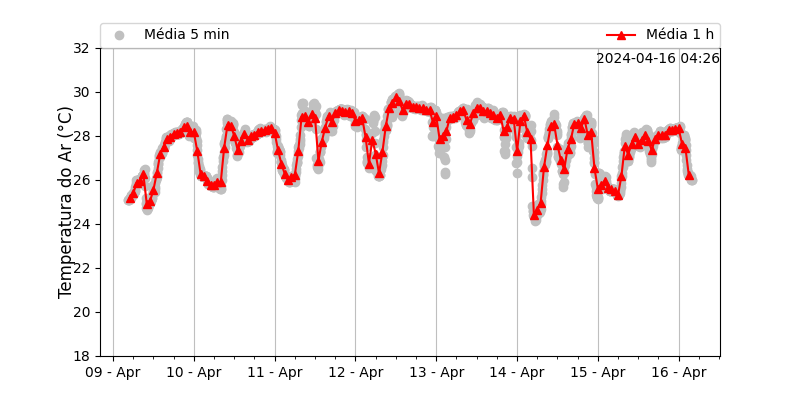 Média 5 min
Média 1 h
2024-04-16 04:26
Temperatura do Ar (°C)
32
30
28
26
24
22
20
18
09 - Apr
10 - Apr
11 - Apr
12 - Apr
13 - Apr
14 - Apr
15 - Apr
16 - Apr